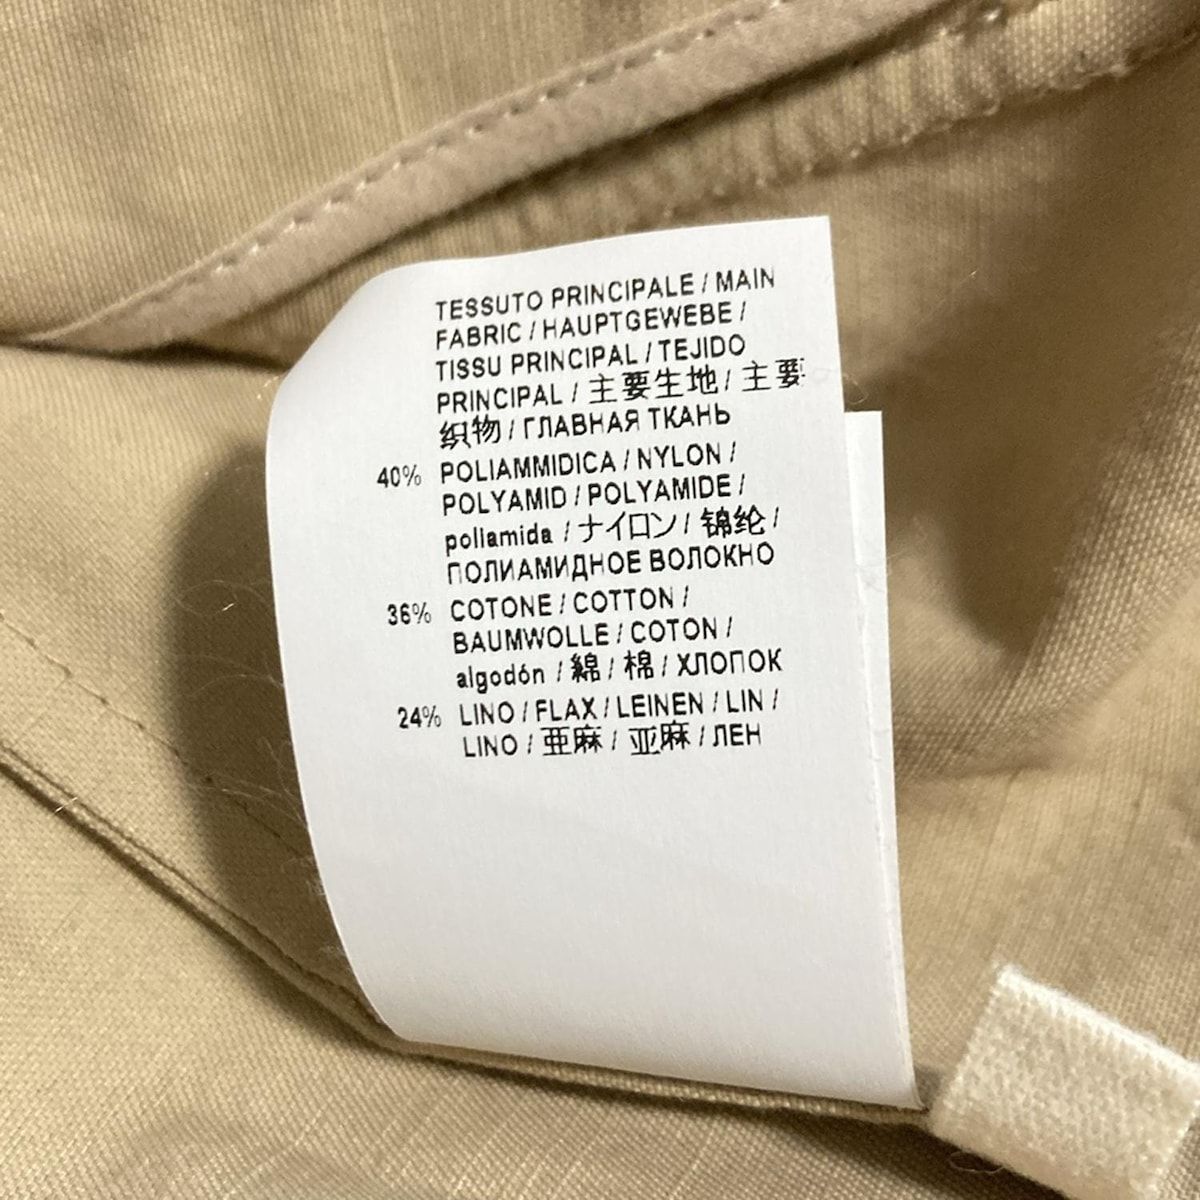 TESSUTO PRINCIPALE / MAIN
FABRIC / HAUPTGEWEBE /
TISSU PRINCIPAL / TEJIDO
PRINCIPAL / 主要生地 / 主要
织物 / ГЛАВНАЯ ТКАНЬ
40% POLIAMMIDICA / NYLON /
POLYAMID / POLYAMIDE /
poliamida / ナイロン / 锦纶 /
ПОЛИАМИДНОЕ ВОЛОКНО
36% COTONE / COTTON /
BAUMWOLLE / COTON /
algodón / 綿 / 棉 / ХЛОПОК
24% LINO / FLAX / LEINEN / LIN /
LINO / 亜麻 / 亚麻 / ЛЕН